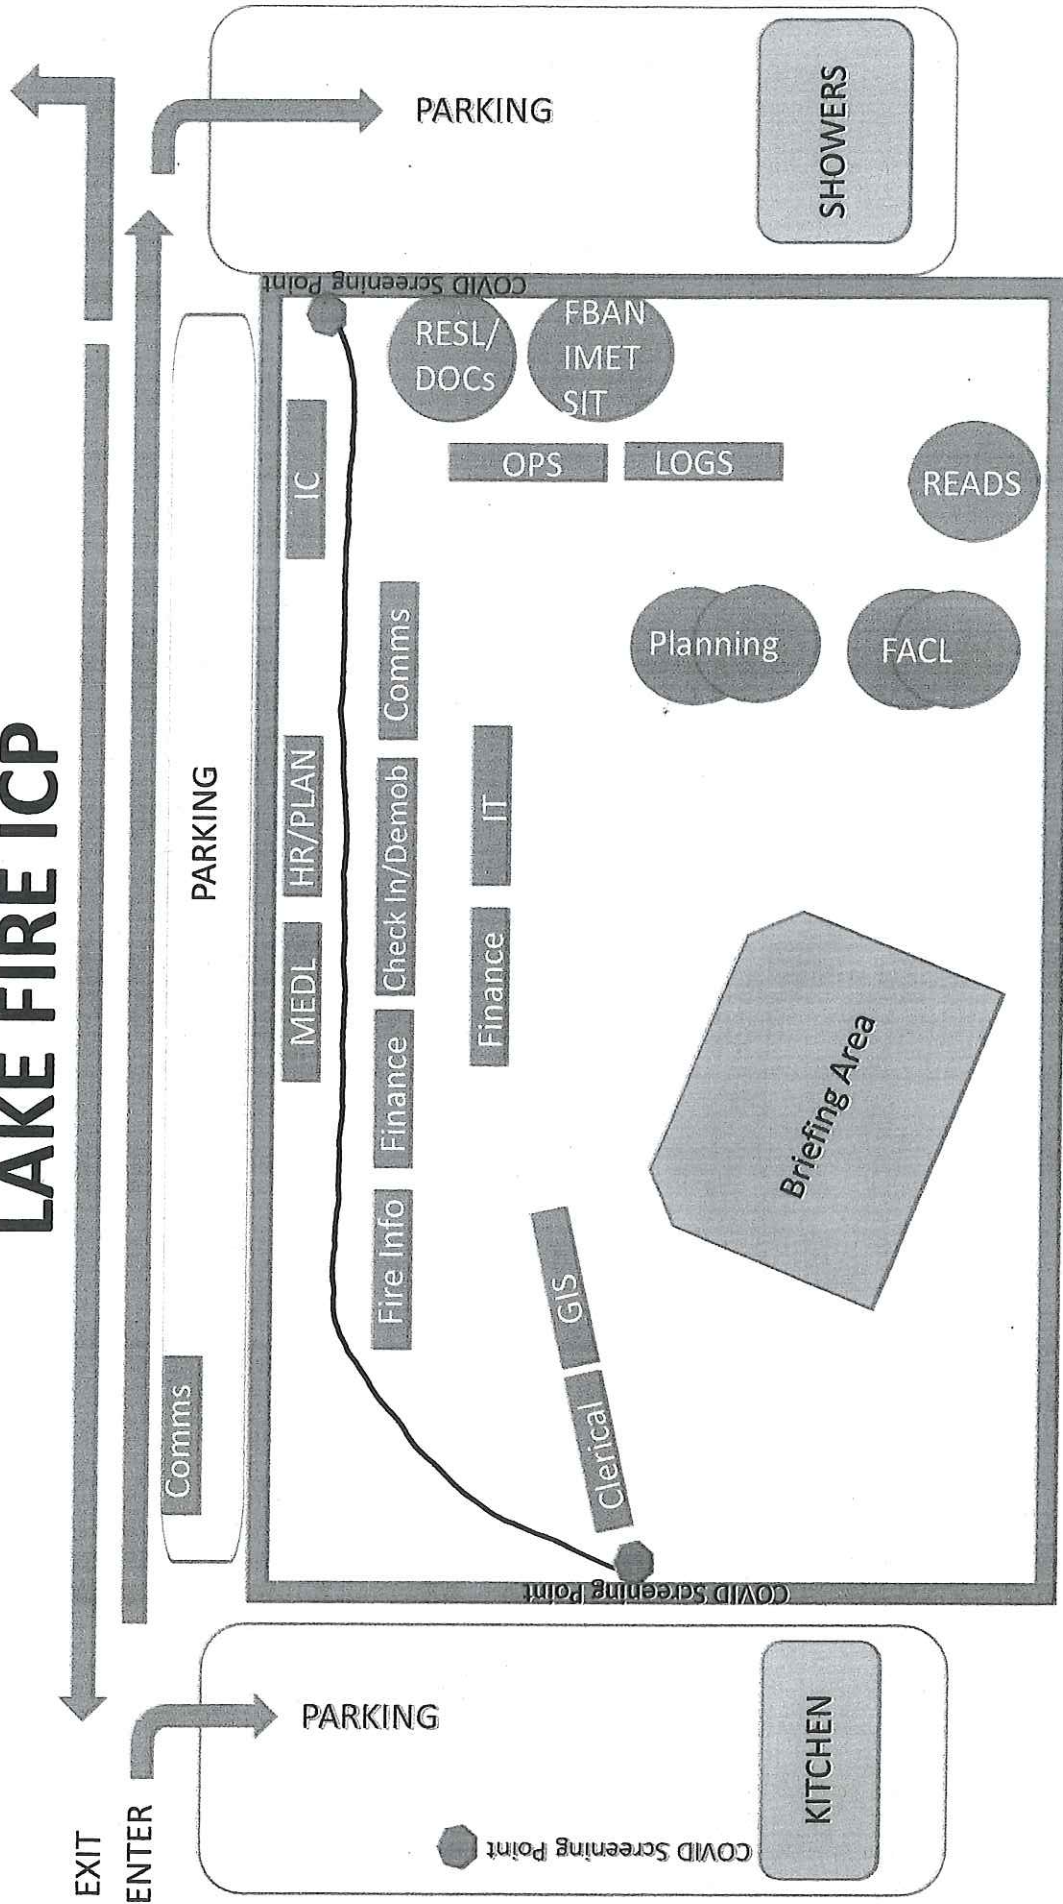 LAKE FIRE ICP
EXIT
ENTER
Comms
PARKING
PARKING
PARKING
COVID Screening Point
KITCHEN
COVID Screening Point
COVID Screening Point
SHOWERS
MEDL
HR/PLAN
IC
Fire Info
Finance
Check In/Demob
Comms
Finance
IT
Clerical
GIS
Briefing Area
RESL/
DOCs
FBAN
IMET
SIT
OPS
LOGS
READS
Planning
FACL